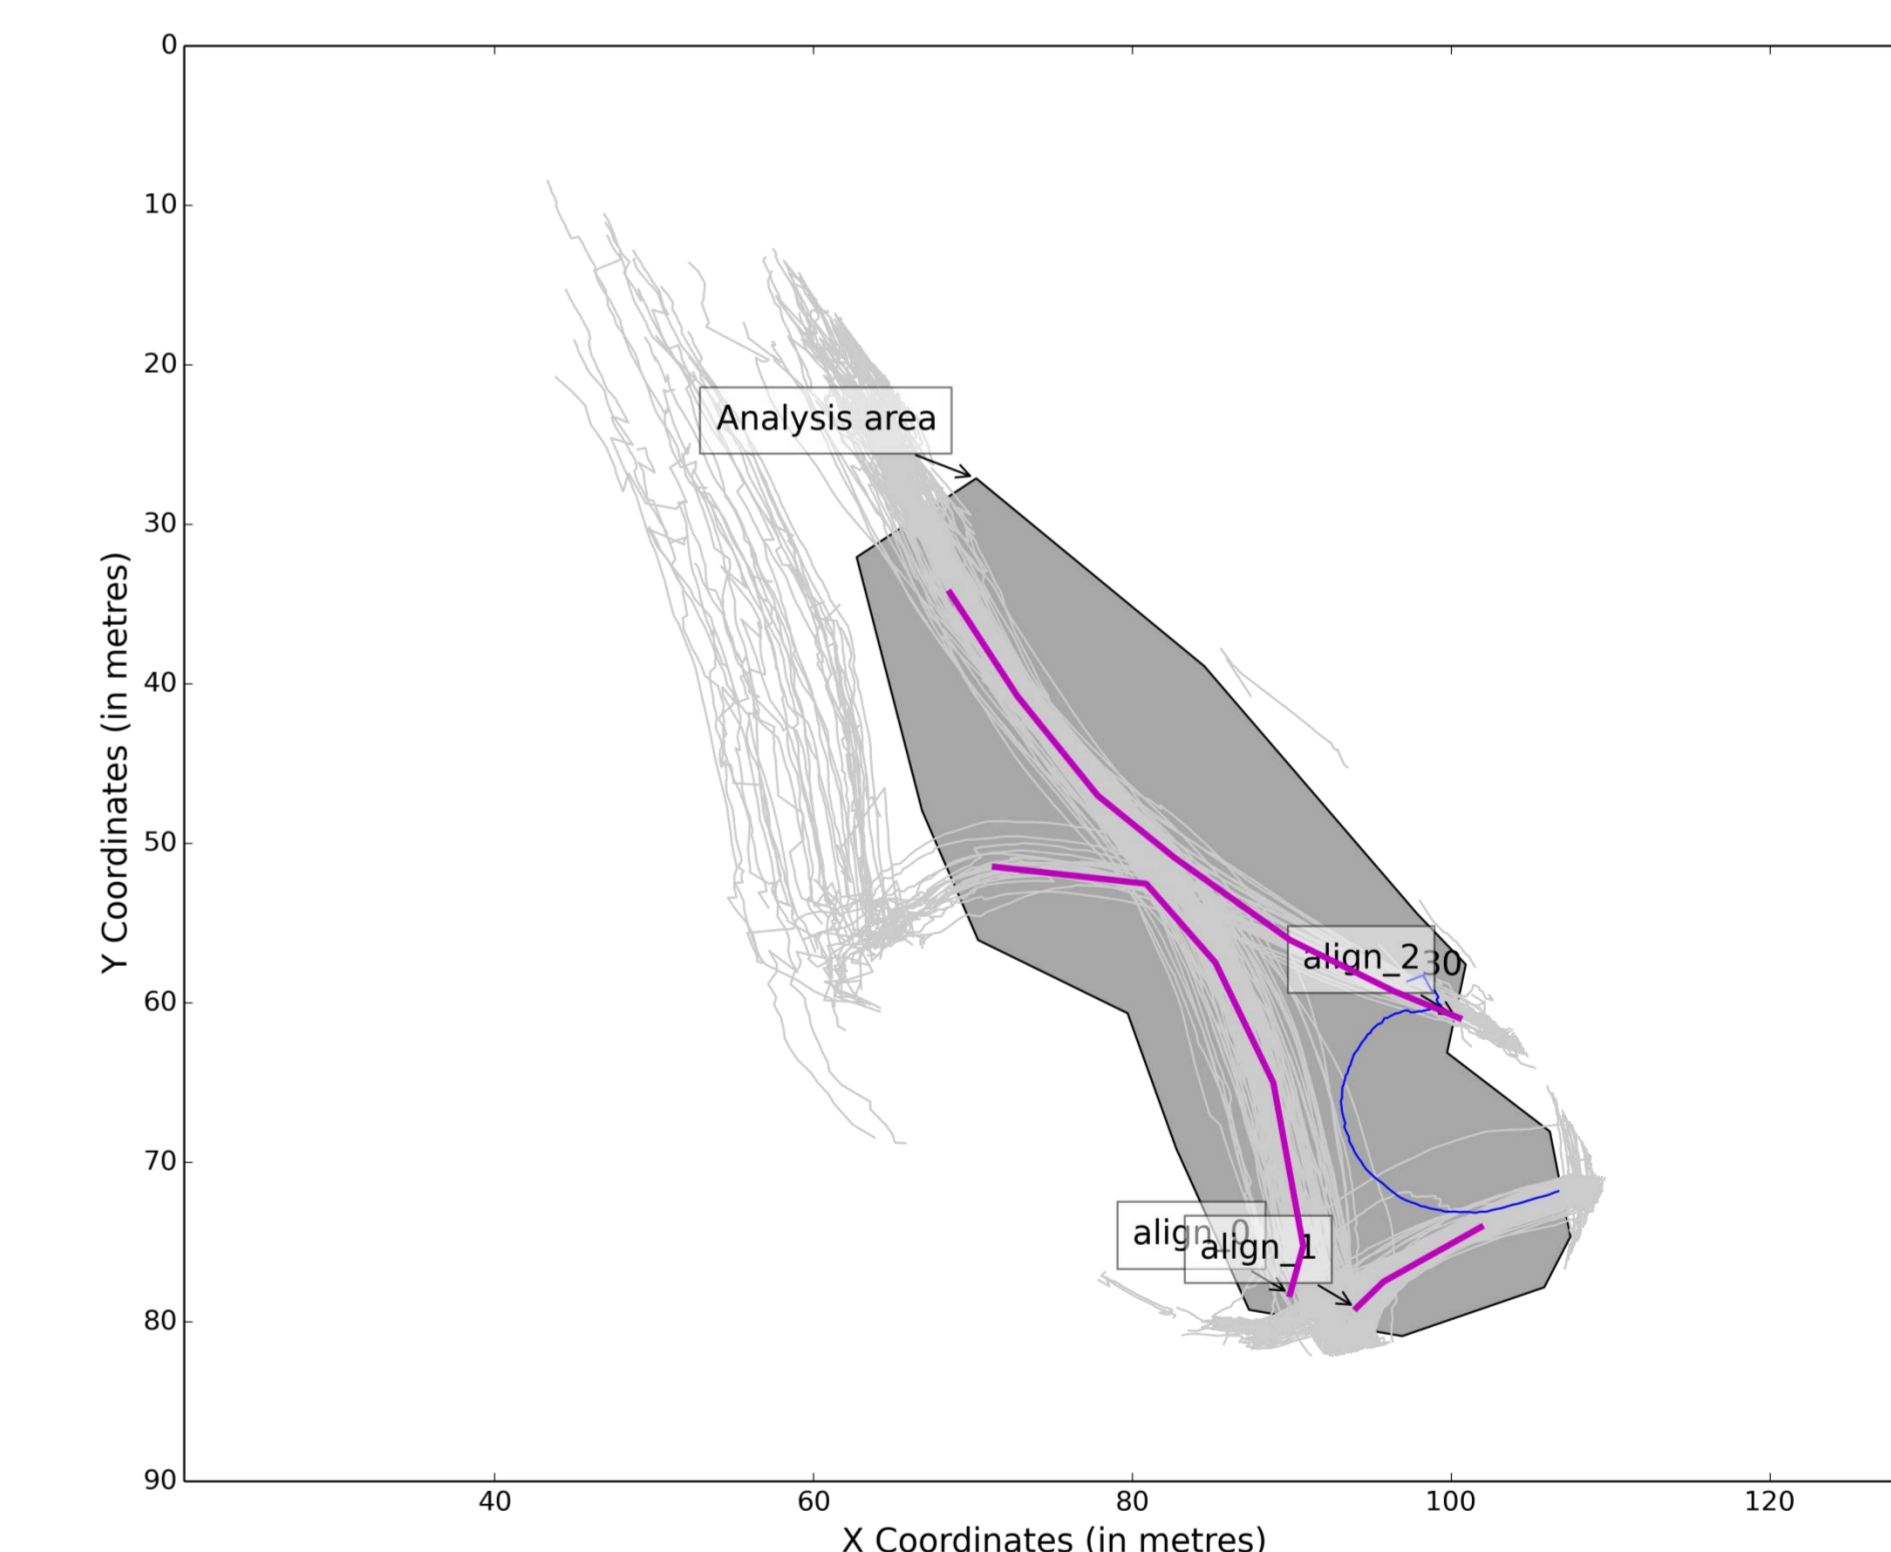 0
10
20
Analysis area
30
40
50
align_2
30
60
70
align_0
align_1
80
90
40
60
80
100
120
X Coordinates (in metres)
Y Coordinates (in metres)